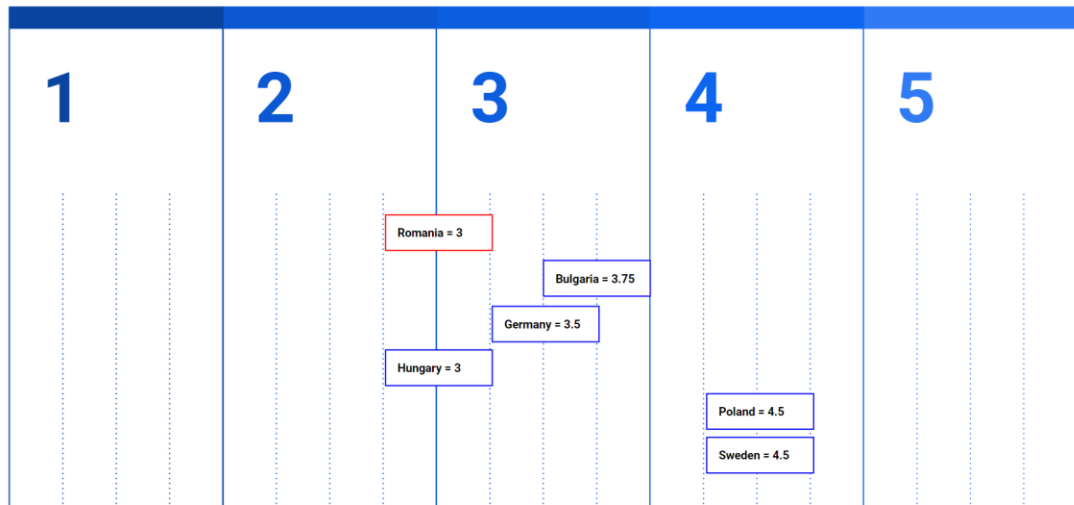 1 2 3 4 5
Romania = 3
Bulgaria = 3.75
Germany = 3.5
Hungary = 3
Poland = 4.5
Sweden = 4.5